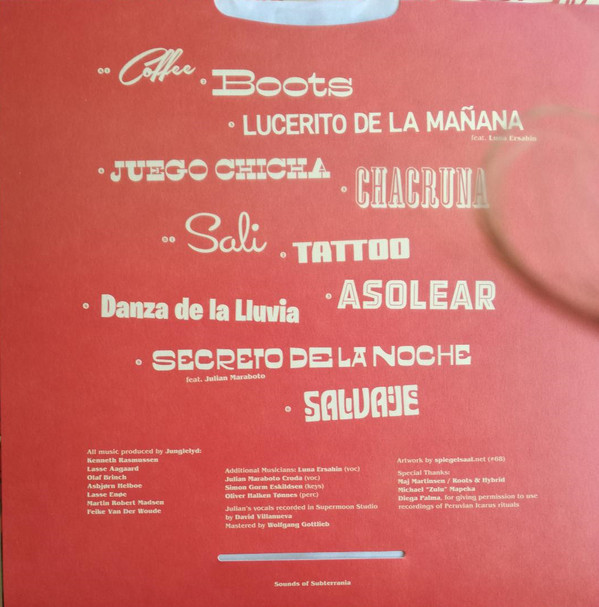 Coffee
Boots
LUCERITO DE LA MAÑANA
feat. Luna Ersahin
JUEGO CHICHA
CHACRUNA
Sali
TATTOO
ASOLEAR
Danza de la Lluvia
SECRETO DE LA NOCHE
feat. Julian Maraboto
SALVAJE
All music produced by Junglelyd:
Kenneth Rasmussen
Lasse Aagaard
Olaf Brinch
Asbjørn Helboe
Lasse Enøe
Martin Robert Madsen
Feike Van Der Woude
Additional Musicians: Luna Ersahin (voc)
Julian Maraboto Cruda (voc)
Simon Gorm Eskildsen (keys)
Oliver Halken Tønnes (perc)
Julian's vocals recorded in Supermoon Studio
by David Villanueva
Mastered by Wolfgang Gottlieb
Artwork by spiegelsaal.net (#68)
Special Thanks:
Maj Martinsen / Roots & Hybrid
Michael "Zulu" Mapeka
Diega Palma, for giving permission to use
recordings of Peruvian Icarus rituals
Sounds of Subterrania